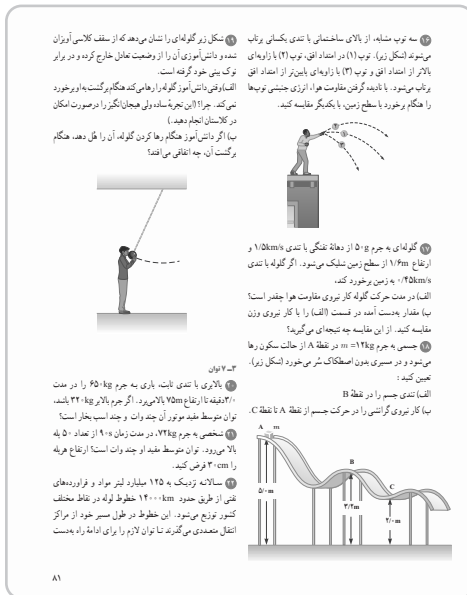 ۱۶ سه توپ مشابه، از بالای ساختمانی با تندی یکسانی پرتاب
می‌شوند (شکل زیر). توپ (۱) در امتداد افق، توپ (۲) با زاویه‌ای
بالاتر از امتداد افق و توپ (۳) با زاویه‌ای پایین‌تر از امتداد افق
پرتاب می‌شود. با نادیده گرفتن مقاومت هوا، انرژی جنبشی توپ‌ها
را هنگام برخورد با سطح زمین، با یکدیگر مقایسه کنید.
۲
۱
۳
۱۷ گلوله‌ای به جرم ۵۰g از دهانهٔ تفنگی با تندی ۱/۵km/s و
ارتفاع ۱/۶m از سطح زمین شلیک می‌شود. اگر گلوله با تندی
۰/۴۵km/s به زمین برخورد کند،
الف) در مدت حرکت گلوله کار نیروی مقاومت هوا چقدر است؟
ب) مقدار به‌دست آمده در قسمت (الف) را با کار نیروی وزن
مقایسه کنید. از این مقایسه چه نتیجه‌ای می‌گیرید؟
۱۸ جسمی به جرم m =۱۲kg در نقطهٔ A از حالت سکون رها
می‌شود و در مسیری بدون اصطکاک سُر می‌خورد (شکل زیر).
تعیین کنید :
الف) تندی جسم را در نقطهٔ B
ب) کار نیروی گرانشی را در حرکت جسم از نقطهٔ A تا نقطهٔ C.
A m
B
C
۵/۰m
۳/۲m
۲/۰m
۱۹ شکل زیر گلوله‌ای را نشان می‌دهد که از سقف کلاسی آویزان
شده و دانش‌آموزی آن را از وضعیت تعادل خارج کرده و در برابر
نوک بینی خود گرفته است.
الف) وقتی دانش‌آموز گلوله را رها می‌کند هنگام برگشت به او برخورد
نمی‌کند. چرا؟ (این تجربهٔ ساده ولی هیجان‌انگیز را درصورت امکان
در کلاستان انجام دهید.)
ب) اگر دانش‌آموز هنگام رها کردن گلوله، آن را هُل دهد، هنگام
برگشت آن، چه اتفاقی می‌افتد؟
۳ــ۷ توان
۲۰ بالابری با تندی ثابت، باری به جرم ۶۵۰kg را در مدت
۳/۰دقیقه تا ارتفاع ۷۵m بالا می‌برد. اگر جرم بالابر ۳۲۰kg باشد،
توان متوسط مفید موتور آن چند وات و چند اسب بخار است؟
۲۱ شخصی به جرم ۷۲kg، در مدت زمان ۹۰s از تعداد ۵۰ پله
بالا می‌رود. توان متوسط مفید او چند وات است؟ ارتفاع هر پله
را ۳۰cm فرض کنید.
۲۲ ســالانه نزدیک به ۱۲۵ میلیارد لیتر مواد و فراورده‌های
نفتی از طریق حدود ۱۴۰۰۰km خطوط لوله در نقاط مختلف
کشور توزیع می‌شود. این خطوط در طول مسیر خود از مراکز
انتقال متعــددی می‌گذرند تــا توان لازم را برای ادامهٔ راه به‌دست
۸۱